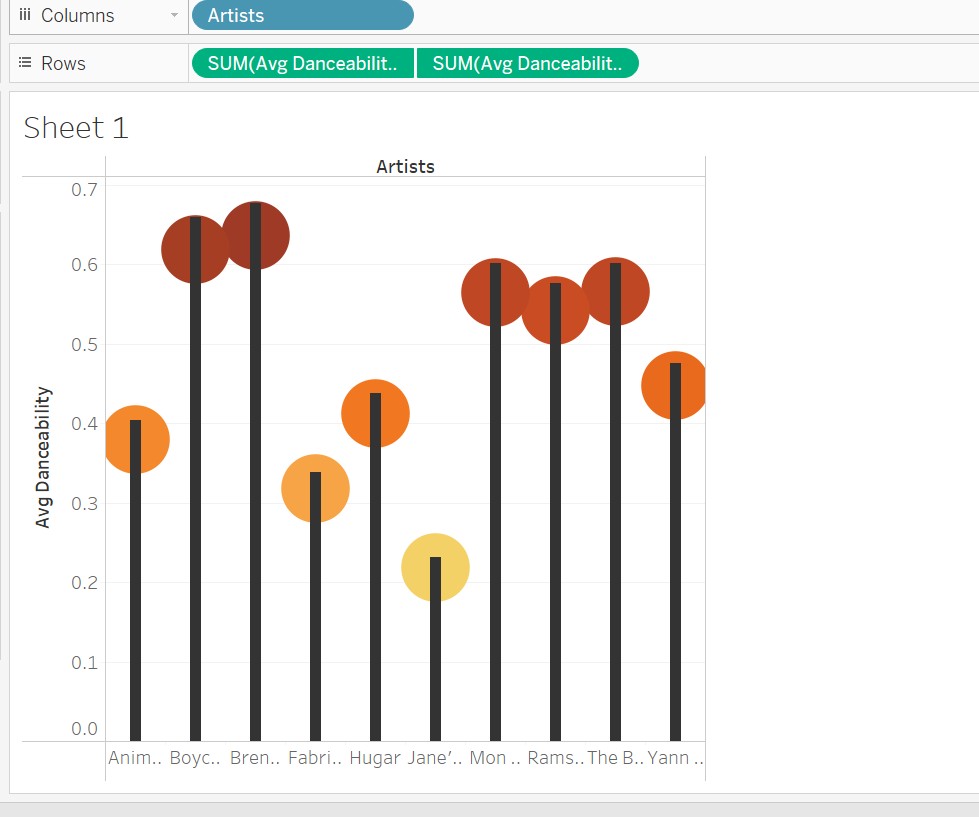 Columns Artists
Rows SUM(Avg Danceabilit.. SUM(Avg Danceabilit..
Sheet 1
Artists
Avg Danceability
0.7
0.6
0.5
0.4
0.3
0.2
0.1
0.0
Anim.. Boyc.. Bren.. Fabri.. Hugar Jane'.. Mon .. Rams.. The B.. Yann ..